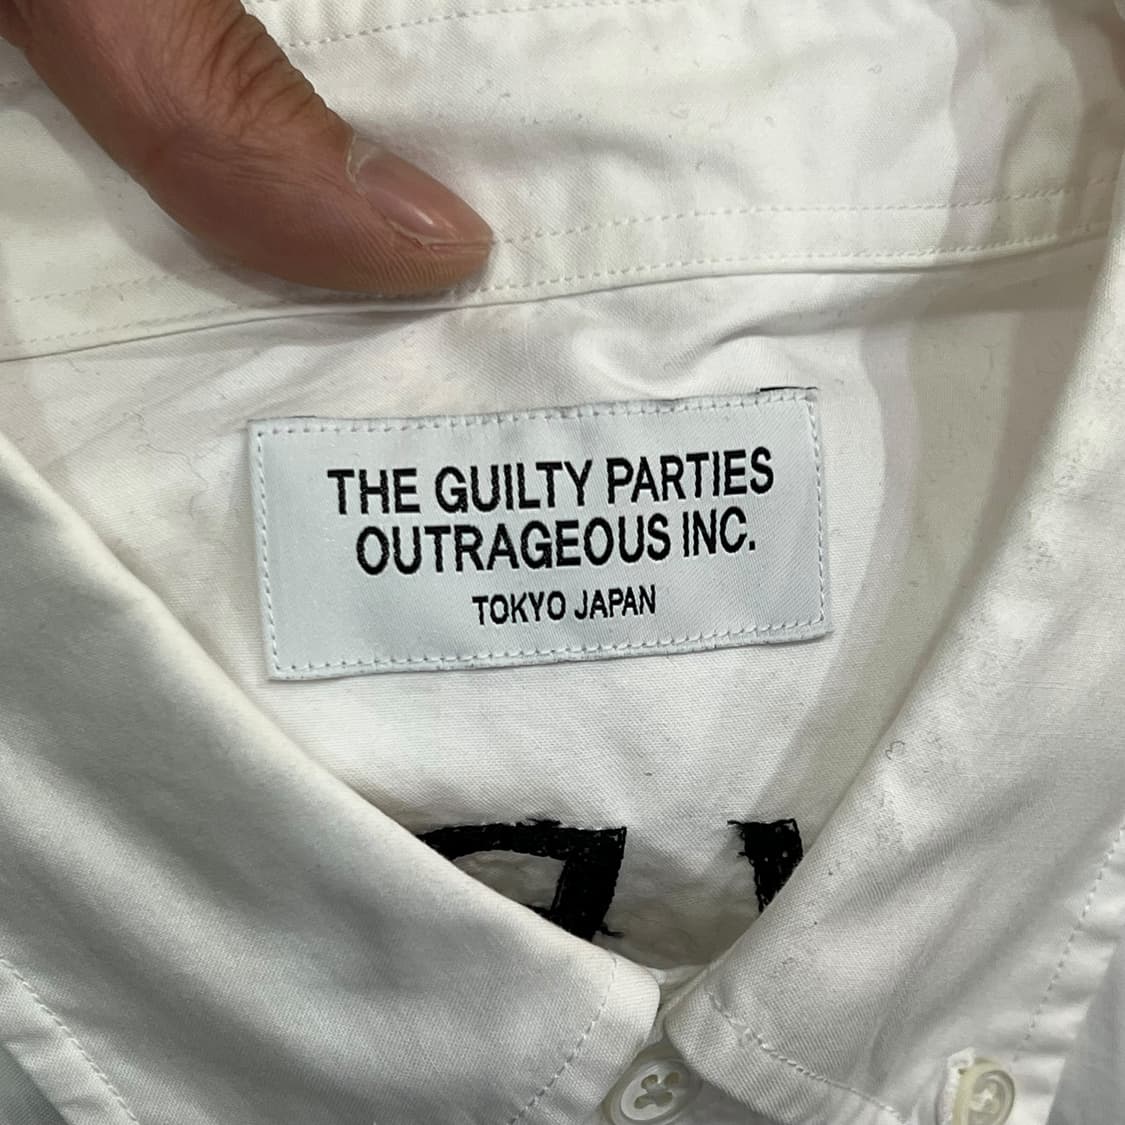 THE GUILTY PARTIES
OUTRAGEOUS INC.
TOKYO JAPAN